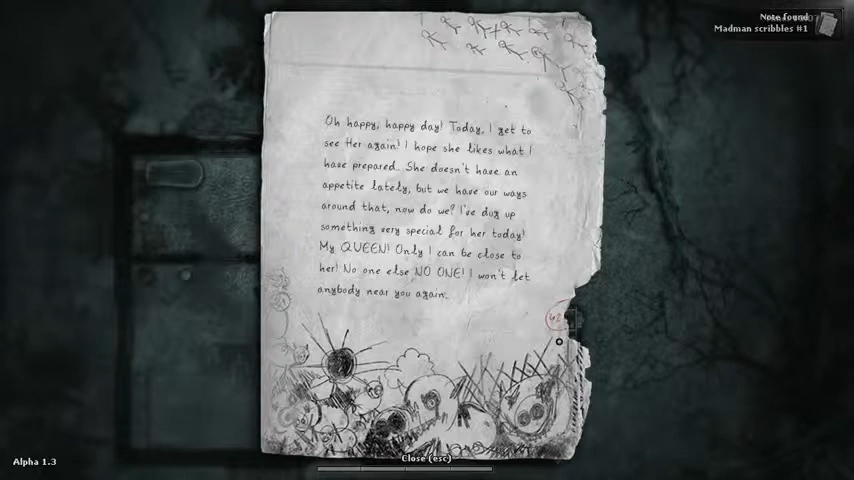 Note found
Madman scribbles #1
Oh happy, happy day! Today, I get to
see Her again! I hope she likes what I
have prepared. She doesn't have an
appetite lately, but we have our ways
around that, now do we? I've dug up
something very special for her today!
My QUEEN! Only I can be close to
her! No one else NO ONE! I won't let
anybody near you again.
62
Alpha 1.3
Close (esc)